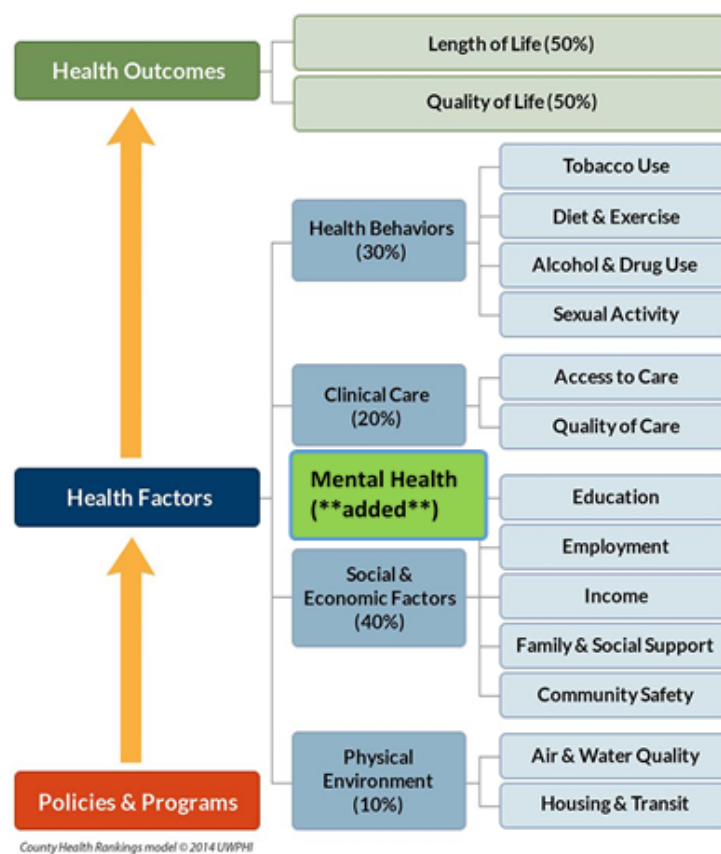 Health Outcomes
Length of Life (50%)
Quality of Life (50%)
Health Behaviors
(30%)
Tobacco Use
Diet & Exercise
Alcohol & Drug Use
Sexual Activity
Clinical Care
(20%)
Access to Care
Quality of Care
Health Factors
Mental Health
(**added**)
Social &
Economic Factors
(40%)
Education
Employment
Income
Family & Social Support
Community Safety
Physical
Environment
(10%)
Air & Water Quality
Housing & Transit
Policies & Programs
County Health Rankings model © 2014 UWPHI